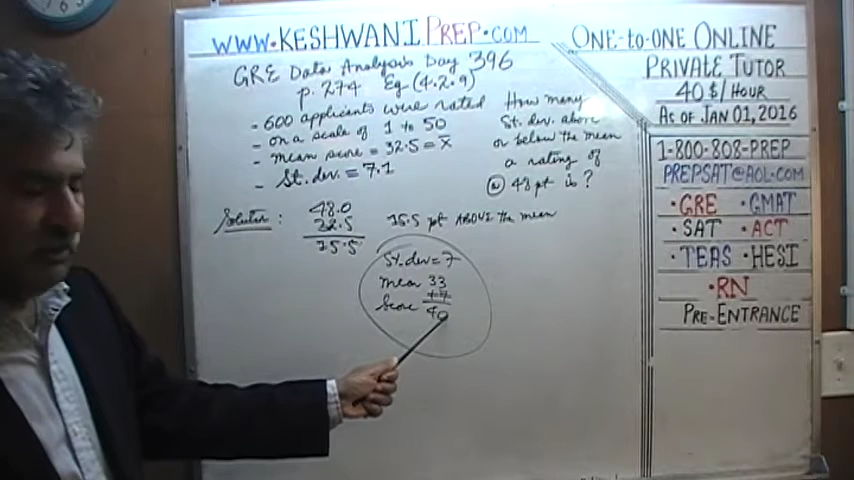 WWW.KESHWANIPREP.COM
GRE Data Analysis Day 396
p. 274 Eg (4.2.9)
- 600 applicants were rated
- on a scale of 1 to 50
- mean score = 32.5 = x̄
- St. dev. = 7.1
How many
St. dev. above
or below the mean
a rating of
(a) 48 pt is?
Solution :
48.0
32.5
15.5
15.5 pt ABOVE the mean
St. dev = 7
mean 33
+7
Score 40
ONE-to-ONE ONLINE
PRIVATE TUTOR
40 $/HOUR
AS OF JAN 01, 2016
1-800-808-PREP
PREPSAT@AOL.COM
• GRE • GMAT
• SAT • ACT
• TEAS • HESI
• RN
PRE-ENTRANCE